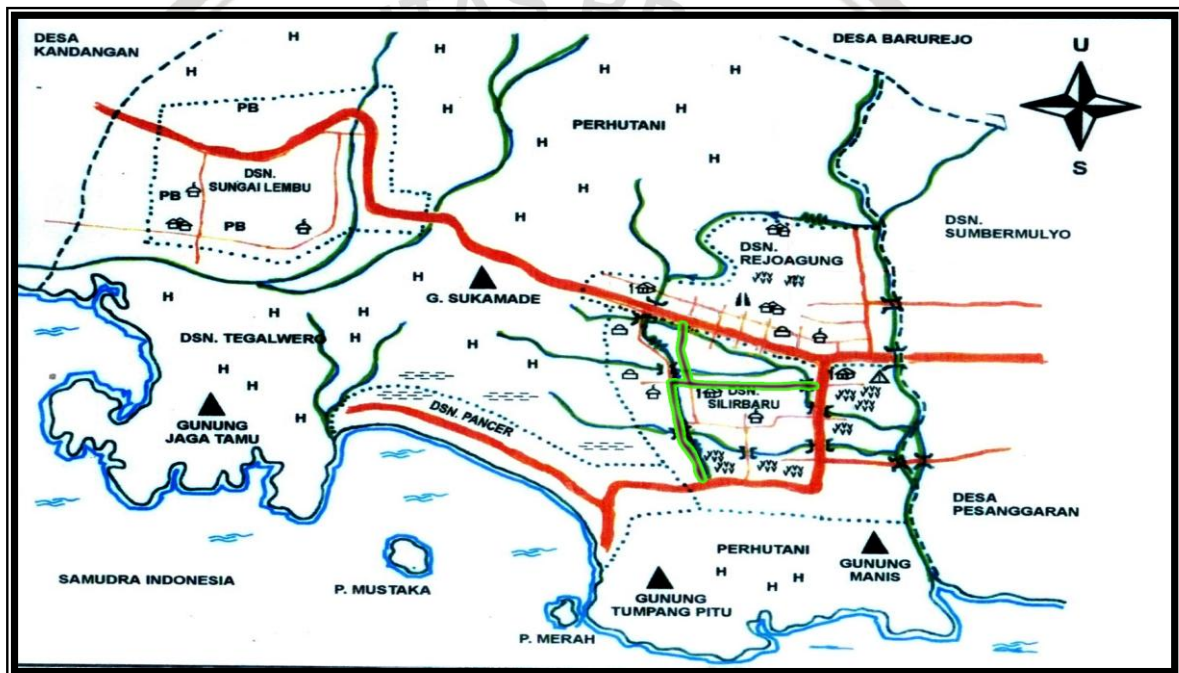 DESA
KANDANGAN
H
DESA BARUREJO
U
H
H
H
H
PB
H
PERHUTANI
S
H
H
DSN.
SUNGAI LEMBU
PB
PB
H
H
DSN.
SUMBERMULYO
DSN.
REJOAGUNG
H
H
G. SUKAMADE
H
DSN. TEGALWERO
H
H
H
H
H
DSN.
SILIRBARU
DSN. PANCER
H
GUNUNG
JAGA TAMU
DESA
PESANGGARAN
PERHUTANI
GUNUNG
MANIS
SAMUDRA INDONESIA
P. MUSTAKA
H
H
H
GUNUNG
TUMPANG PITU
P. MERAH